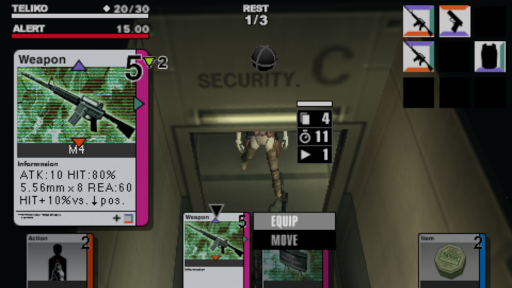 TELIKO 20/30
ALERT 15.00
REST
1/3
Weapon
5
2
M4
Information
ATK:10 HIT:80%
5.56mm×8 REA:60
HIT+10%vs.↓pos.
SECURITY. C
4
11
1
Weapon
5
EQUIP
MOVE
Action
2
Item
2